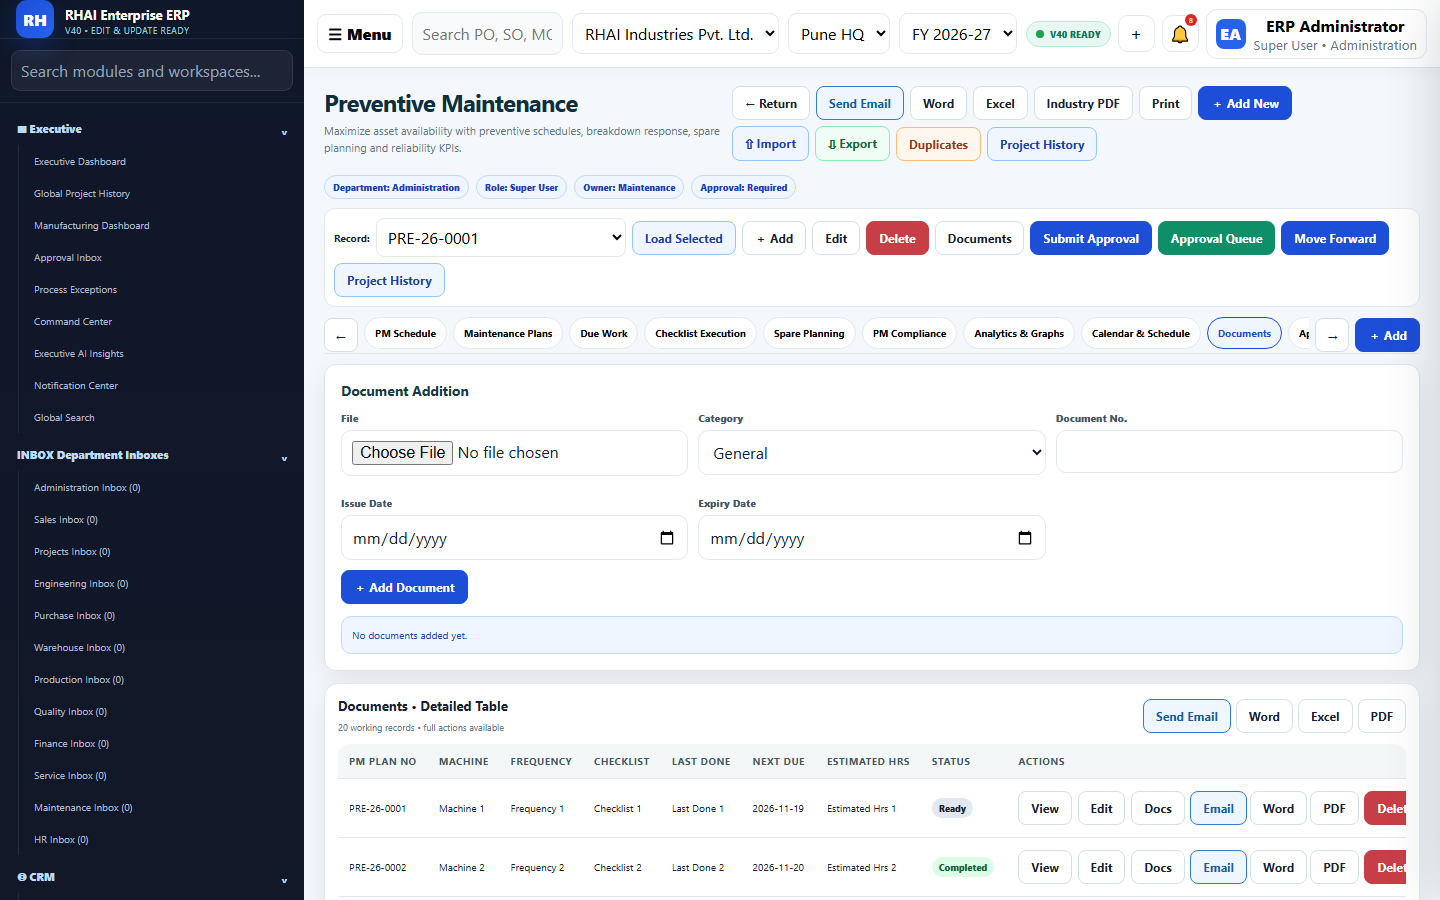 RH
RHAI Enterprise ERP
V40 • EDIT & UPDATE READY
Search modules and workspaces...
Executive
Executive Dashboard
Global Project History
Manufacturing Dashboard
Approval Inbox
Process Exceptions
Command Center
Executive AI Insights
Notification Center
Global Search
INBOX Department Inboxes
Administration Inbox (0)
Sales Inbox (0)
Projects Inbox (0)
Engineering Inbox (0)
Purchase Inbox (0)
Warehouse Inbox (0)
Production Inbox (0)
Quality Inbox (0)
Finance Inbox (0)
Service Inbox (0)
Maintenance Inbox (0)
HR Inbox (0)
CRM
☰ Menu
Search PO, SO, MO
RHAI Industries Pvt. Ltd.
Pune HQ
FY 2026-27
V40 READY
+
8
EA
ERP Administrator
Super User • Administration
Preventive Maintenance
Maximize asset availability with preventive schedules, breakdown response, spare planning and reliability KPIs.
← Return
Send Email
Word
Excel
Industry PDF
Print
+ Add New
⇧ Import
⇩ Export
Duplicates
Project History
Department: Administration
Role: Super User
Owner: Maintenance
Approval: Required
Record:
PRE-26-0001
Load Selected
+ Add
Edit
Delete
Documents
Submit Approval
Approval Queue
Move Forward
Project History
←
PM Schedule
Maintenance Plans
Due Work
Checklist Execution
Spare Planning
PM Compliance
Analytics & Graphs
Calendar & Schedule
Documents
→
+ Add
Document Addition
File
Category
Document No.
Choose File No file chosen
General
Issue Date
Expiry Date
mm/dd/yyyy
mm/dd/yyyy
+ Add Document
No documents added yet.
Documents • Detailed Table
20 working records • full actions available
Send Email
Word
Excel
PDF
PM PLAN NO MACHINE FREQUENCY CHECKLIST LAST DONE NEXT DUE ESTIMATED HRS STATUS ACTIONS
PRE-26-0001 Machine 1 Frequency 1 Checklist 1 Last Done 1 2026-11-19 Estimated Hrs 1 Ready View Edit Docs Email Word PDF Delet
PRE-26-0002 Machine 2 Frequency 2 Checklist 2 Last Done 2 2026-11-20 Estimated Hrs 2 Completed View Edit Docs Email Word PDF Delet